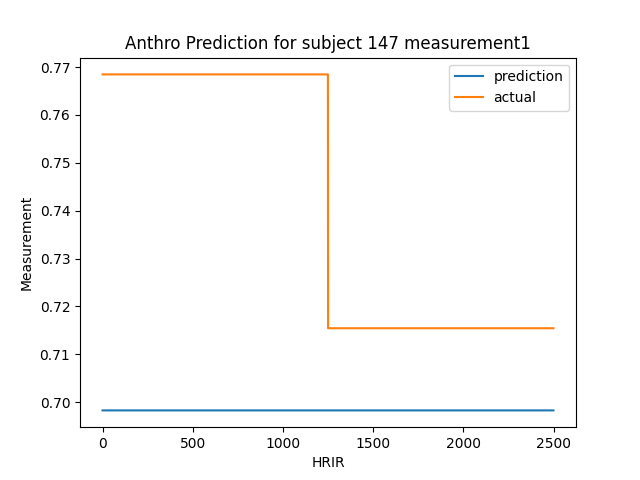 Anthro Prediction for subject 147 measurement1
prediction
actual
Measurement
0.77
0.76
0.75
0.74
0.73
0.72
0.71
0.70
0 500 1000 1500 2000 2500
HRIR